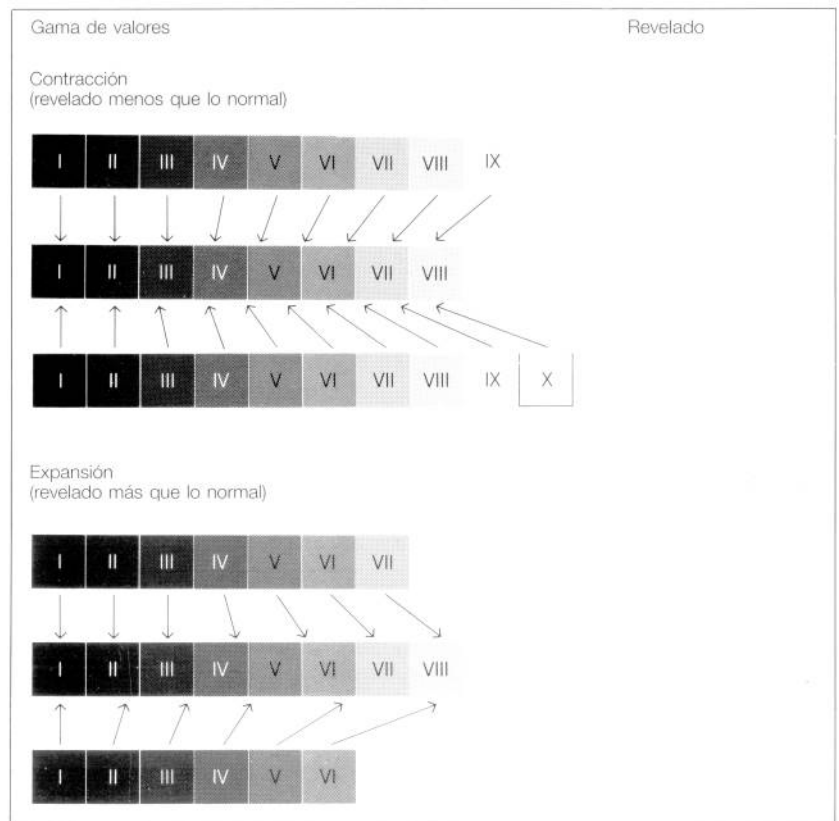 Gama de valores Revelado
Contracción
(revelado menos que lo normal)
I II III IV V VI VII VIII IX
I II III IV V VI VII VIII
I II III IV V VI VII VIII IX X
Expansión
(revelado más que lo normal)
I II III IV V VI VII
I II III IV V VI VII VIII
I II III IV V VI